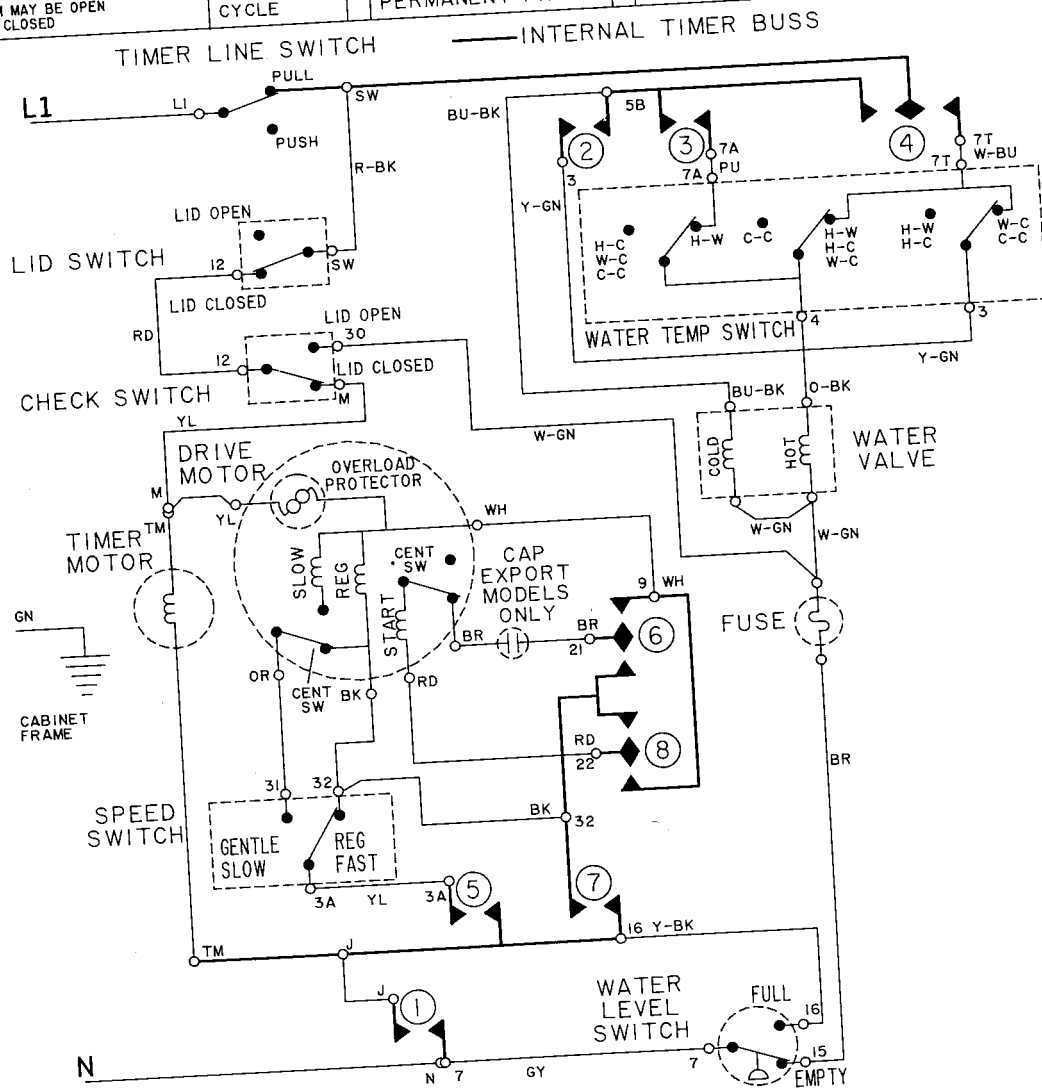 M MAY BE OPEN
CLOSED
CYCLE
TIMER LINE SWITCH
INTERNAL TIMER BUSS
PULL
L1
L1
SW
PUSH
R-BK
BU-BK
5B
2
3
4
3
7A
7A
PU
7T
7T
W-BU
Y-GN
LID OPEN
LID SWITCH
12
SW
LID CLOSED
H-C
W-C
C-C
H-W
C-C
H-W
H-C
W-C
H-W
H-C
W-C
C-C
RD
LID OPEN
30
12
LID CLOSED
M
WATER TEMP SWITCH
4
3
Y-GN
CHECK SWITCH
YL
BU-BK
O-BK
W-GN
COLD
HOT
WATER
VALVE
W-GN
W-GN
DRIVE
MOTOR
OVERLOAD
PROTECTOR
M
TM
YL
WH
TIMER
MOTOR
SLOW
REG
CENT
SW
START
CAP
EXPORT
MODELS
ONLY
9
WH
6
BR
BR
21
FUSE
GN
CABINET
FRAME
OR
CENT
SW
BK
RD
RD
22
8
BR
31
32
BK
32
SPEED
SWITCH
GENTLE
SLOW
REG
FAST
3A
YL
3A
5
7
TM
J
16
Y-BK
J
1
WATER
LEVEL
SWITCH
FULL
16
7
15
EMPTY
N
N
7
GY